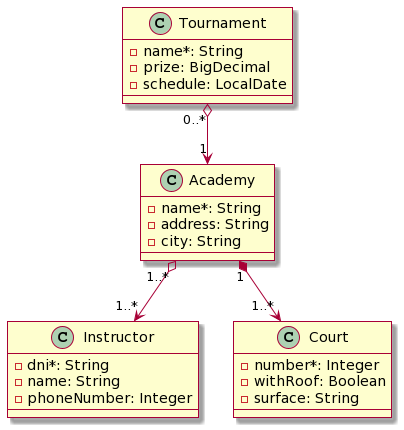 C Tournament
name*: String
prize: BigDecimal
schedule: LocalDate
0..*
1
C Academy
name*: String
address: String
city: String
1..*
1
1..*
1..*
C Instructor
dni*: String
name: String
phoneNumber: Integer
C Court
number*: Integer
withRoof: Boolean
surface: String